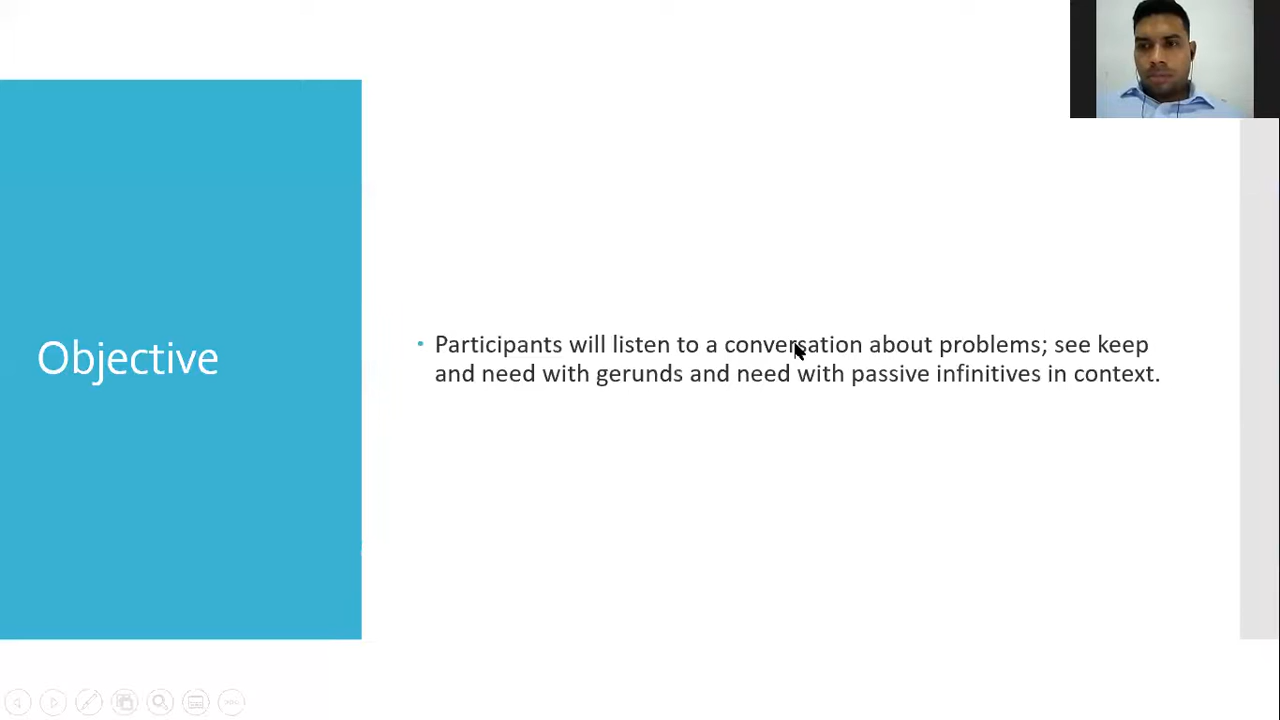 Objective
• Participants will listen to a conversation about problems; see keep
and need with gerunds and need with passive infinitives in context.